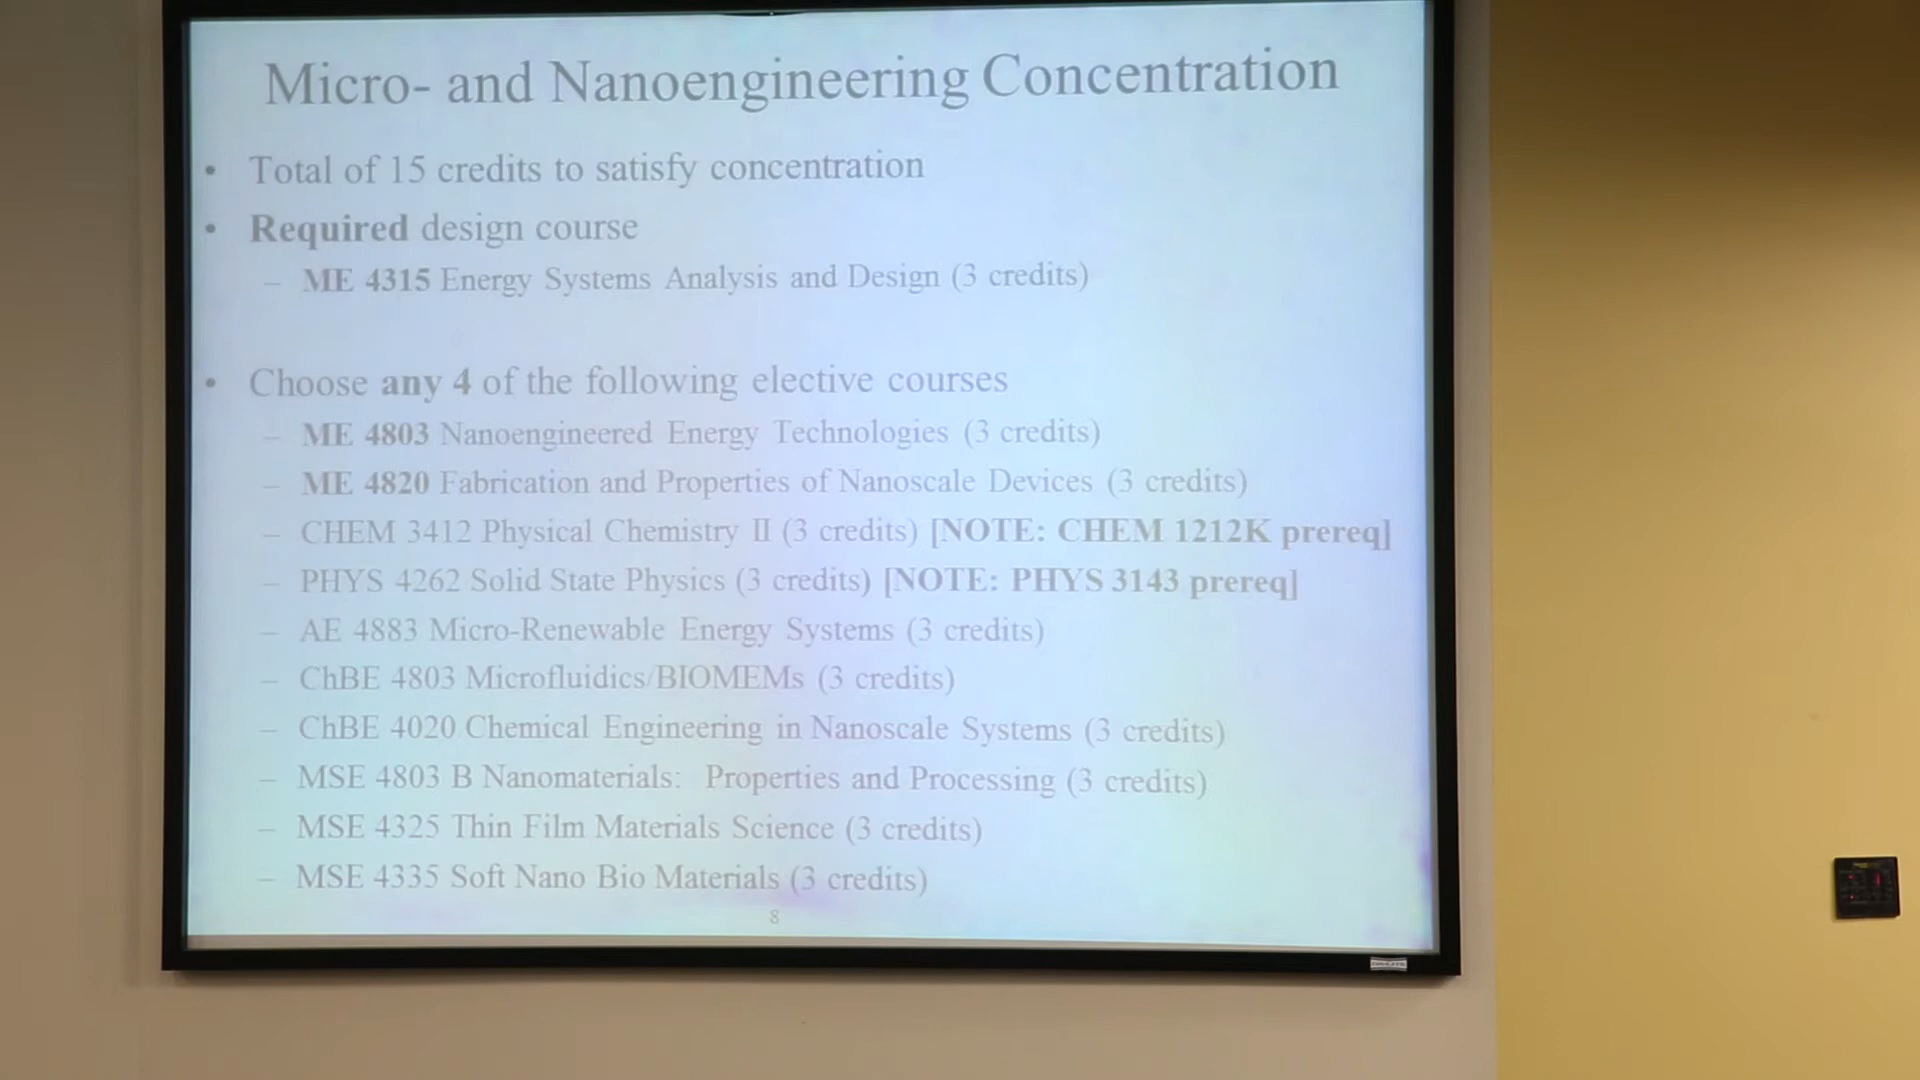 Micro- and Nanoengineering Concentration
• Total of 15 credits to satisfy concentration
• Required design course
– ME 4315 Energy Systems Analysis and Design (3 credits)
• Choose any 4 of the following elective courses
– ME 4803 Nanoengineered Energy Technologies (3 credits)
– ME 4820 Fabrication and Properties of Nanoscale Devices (3 credits)
– CHEM 3412 Physical Chemistry II (3 credits) [NOTE: CHEM 1212K prereq]
– PHYS 4262 Solid State Physics (3 credits) [NOTE: PHYS 3143 prereq]
– AE 4883 Micro-Renewable Energy Systems (3 credits)
– ChBE 4803 Microfluidics/BIOMEMs (3 credits)
– ChBE 4020 Chemical Engineering in Nanoscale Systems (3 credits)
– MSE 4803 B Nanomaterials: Properties and Processing (3 credits)
– MSE 4325 Thin Film Materials Science (3 credits)
– MSE 4335 Soft Nano Bio Materials (3 credits)
8